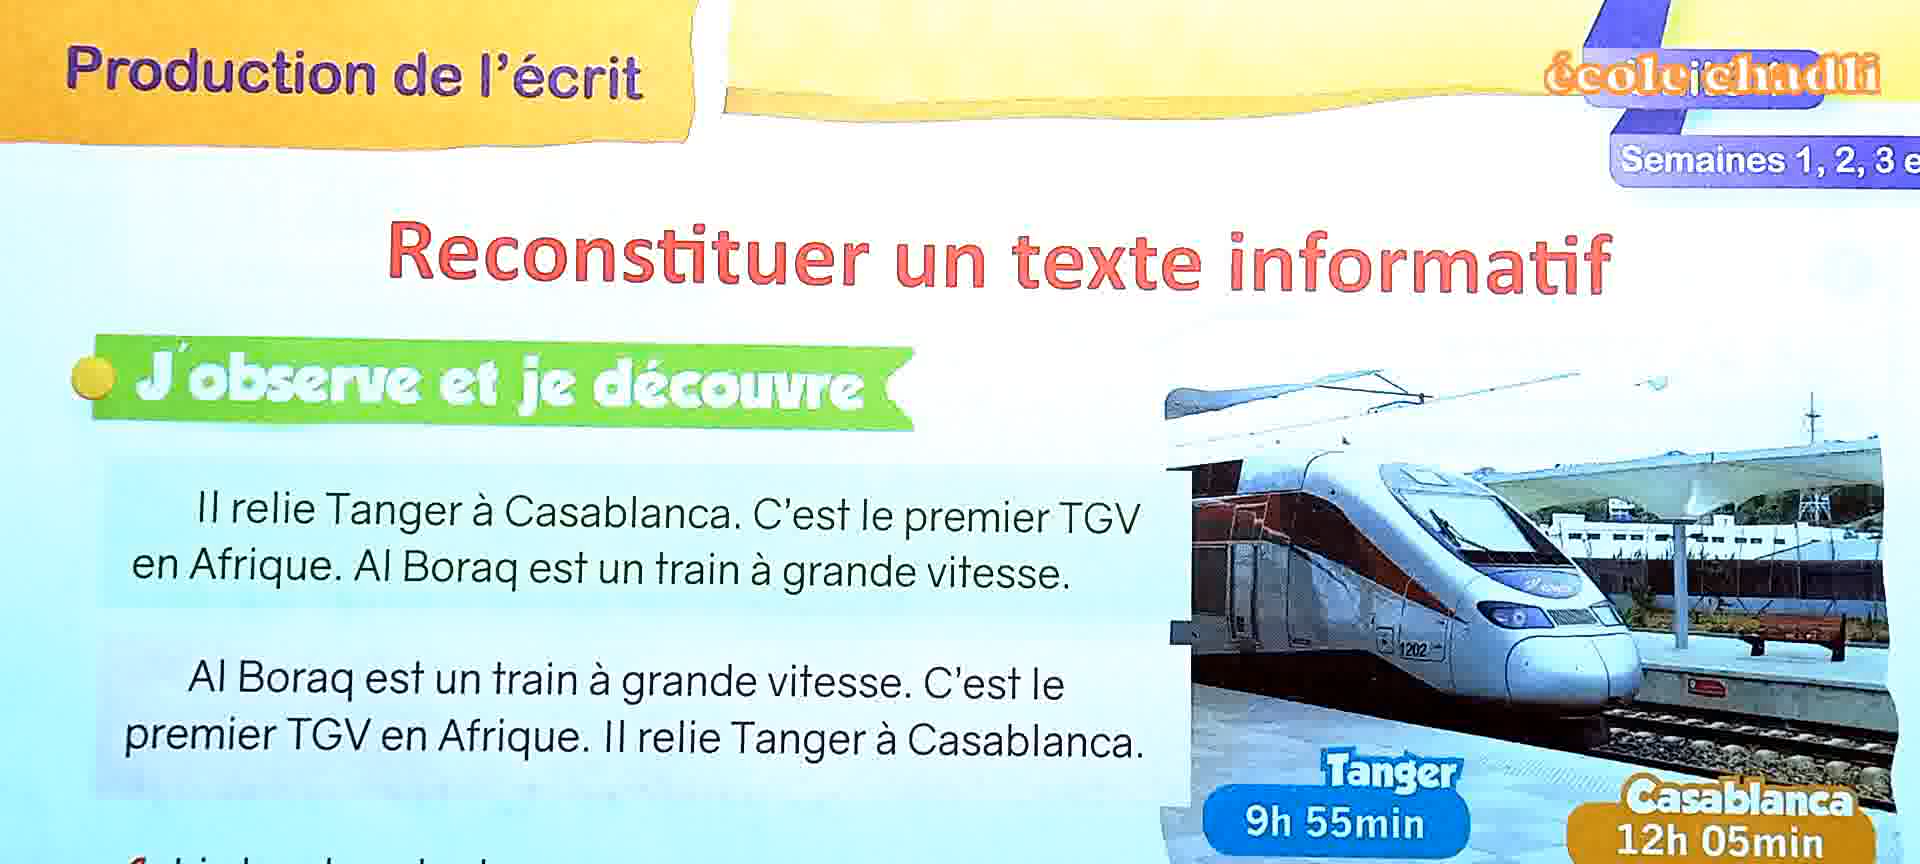 Production de l'écrit
école chadli
Semaines 1, 2, 3 e
Reconstituer un texte informatif
J'observe et je découvre
Il relie Tanger à Casablanca. C'est le premier TGV
en Afrique. Al Boraq est un train à grande vitesse.
Al Boraq est un train à grande vitesse. C'est le
premier TGV en Afrique. Il relie Tanger à Casablanca.
1202
Tanger
9h 55min
Casablanca
12h 05min